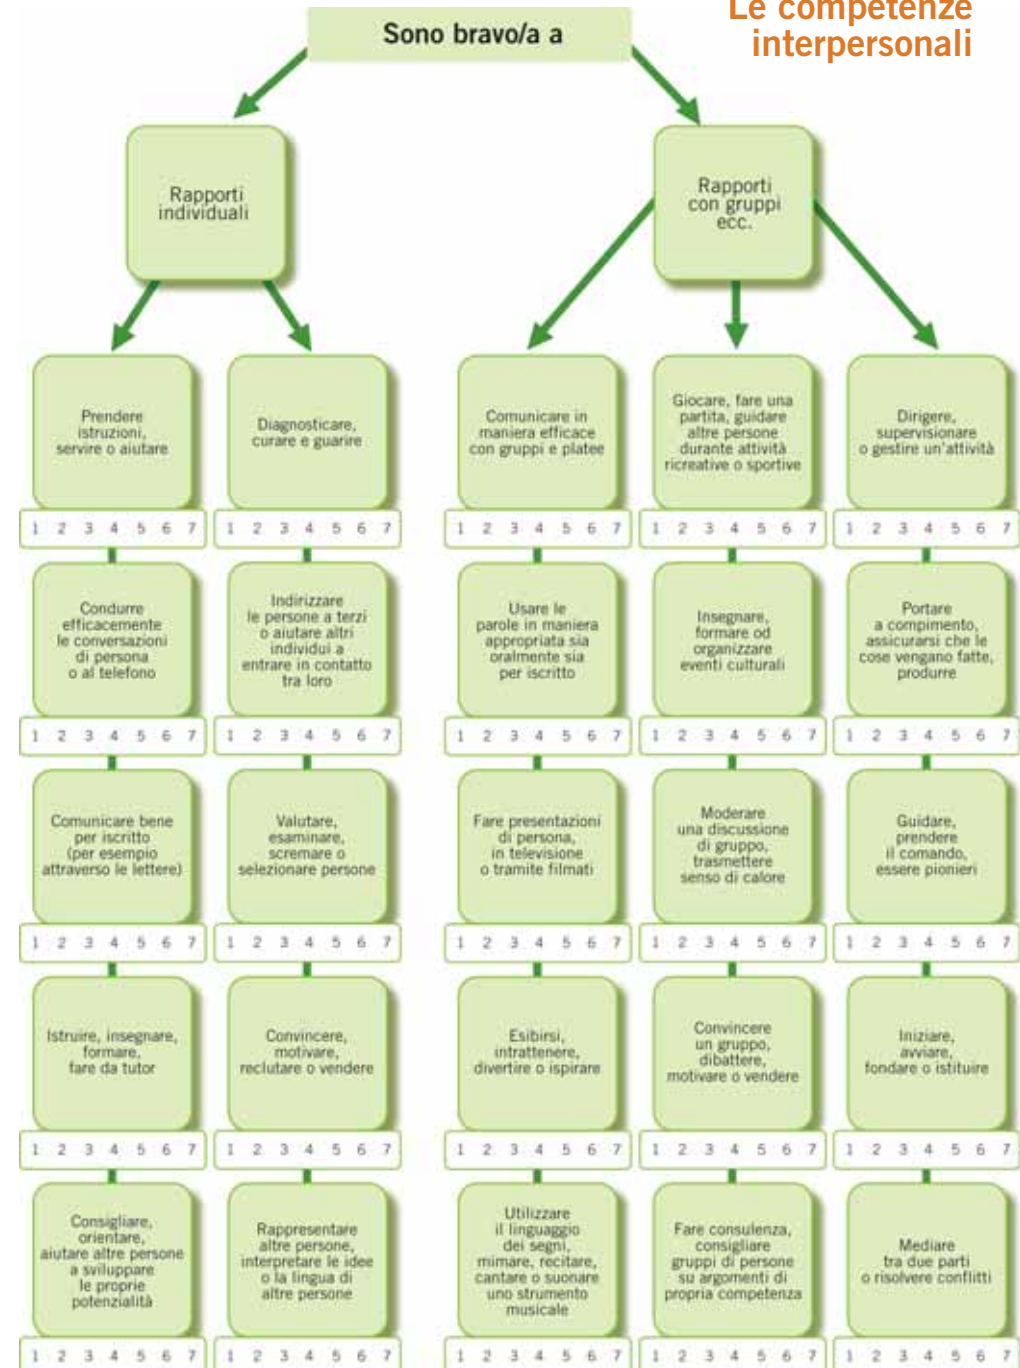 Le competenze
interpersonali
Sono bravo/a a
Rapporti
individuali
Rapporti
con gruppi
ecc.
Prendere
istruzioni,
servire o aiutare
Diagnosticare,
curare e guarire
Comunicare in
maniera efficace
con gruppi e platee
Giocare, fare una
partita, guidare
altre persone
durante attività
ricreative o sportive
Dirigere,
supervisionare
o gestire un'attività
1 2 3 4 5 6 7
1 2 3 4 5 6 7
1 2 3 4 5 6 7
1 2 3 4 5 6 7
1 2 3 4 5 6 7
Condurre
efficacemente
le conversazioni
di persona
o al telefono
Indirizzare
le persone a terzi
o aiutare altri
individui a
entrare in contatto
tra loro
Usare le
parole in maniera
appropriata sia
oralmente sia
per iscritto
Insegnare,
formare od
organizzare
eventi culturali
Portare
a compimento,
assicurarsi che le
cose vengano fatte,
produrre
1 2 3 4 5 6 7
1 2 3 4 5 6 7
1 2 3 4 5 6 7
1 2 3 4 5 6 7
1 2 3 4 5 6 7
Comunicare bene
per iscritto
(per esempio
attraverso le lettere)
Valutare,
esaminare,
scremare o
selezionare persone
Fare presentazioni
di persona,
in televisione
o tramite filmati
Moderare
una discussione
di gruppo,
trasmettere
senso di calore
Guidare,
prendere
il comando,
essere pionieri
1 2 3 4 5 6 7
1 2 3 4 5 6 7
1 2 3 4 5 6 7
1 2 3 4 5 6 7
1 2 3 4 5 6 7
Istruire, insegnare,
formare,
fare da tutor
Convincere,
motivare,
reclutare o vendere
Esibirsi,
intrattenere,
divertire o ispirare
Convincere
un gruppo,
dibattere,
motivare o vendere
Iniziare,
avviare,
fondare o istituire
1 2 3 4 5 6 7
1 2 3 4 5 6 7
1 2 3 4 5 6 7
1 2 3 4 5 6 7
1 2 3 4 5 6 7
Consigliare,
orientare,
aiutare altre persone
a sviluppare
le proprie
potenzialità
Rappresentare
altre persone,
interpretare le idee
o la lingua di
altre persone
Utilizzare
il linguaggio
dei segni,
mimare, recitare,
cantare o suonare
uno strumento
musicale
Fare consulenza,
consigliare
gruppi di persone
su argomenti di
propria competenza
Mediare
tra due parti
o risolvere conflitti
1 2 3 4 5 6 7
1 2 3 4 5 6 7
1 2 3 4 5 6 7
1 2 3 4 5 6 7
1 2 3 4 5 6 7